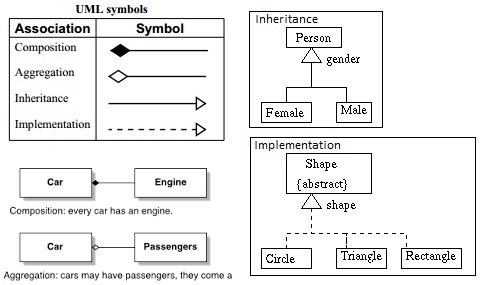 UML symbols
Association Symbol
Composition
Aggregation
Inheritance
Implementation
Car Engine
Composition: every car has an engine.
Car Passengers
Aggregation: cars may have passengers, they come a
Inheritance
Person
gender
Female Male
Implementation
Shape
{abstract}
shape
Circle Triangle Rectangle